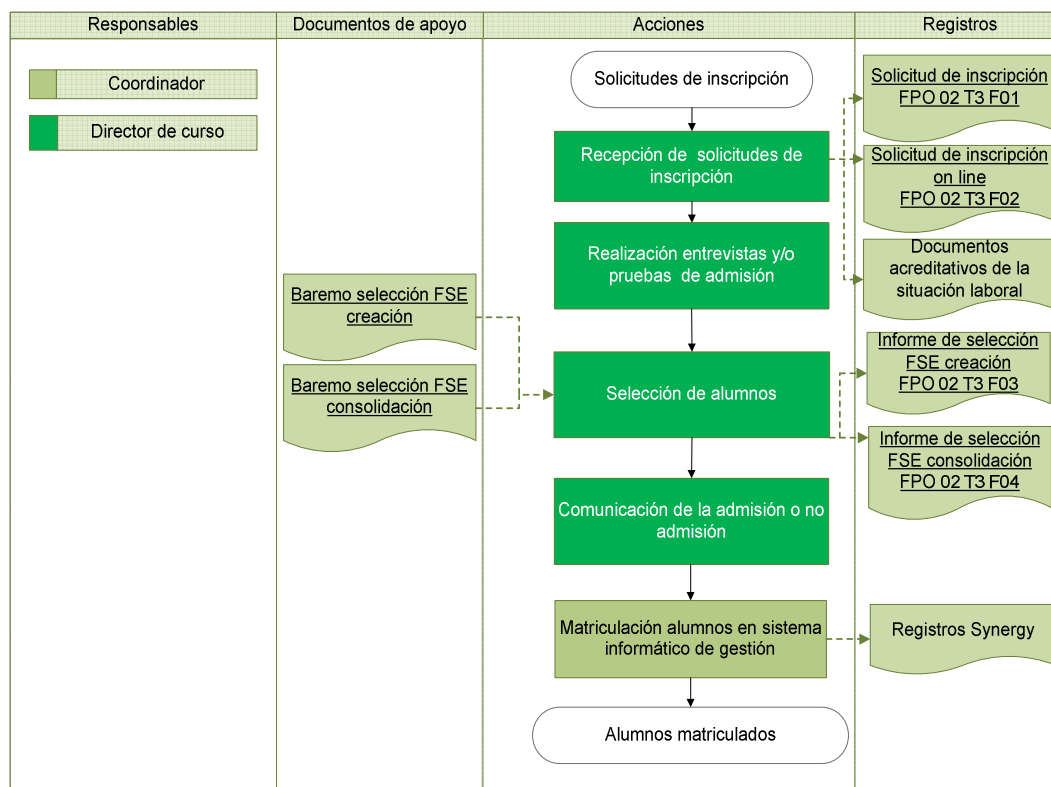 Responsables
Documentos de apoyo
Acciones
Registros
Coordinador
Director de curso
Baremo selección FSE
creación
Baremo selección FSE
consolidación
Solicitudes de inscripción
Recepción de solicitudes de
inscripción
Realización entrevistas y/o
pruebas de admisión
Selección de alumnos
Comunicación de la admisión o no
admisión
Matriculación alumnos en sistema
informático de gestión
Alumnos matriculados
Solicitud de inscripción
FPO 02 T3 F01
Solicitud de inscripción
on line
FPO 02 T3 F02
Documentos
acreditativos de la
situación laboral
Informe de selección
FSE creación
FPO 02 T3 F03
Informe de selección
FSE consolidación
FPO 02 T3 F04
Registros Synergy